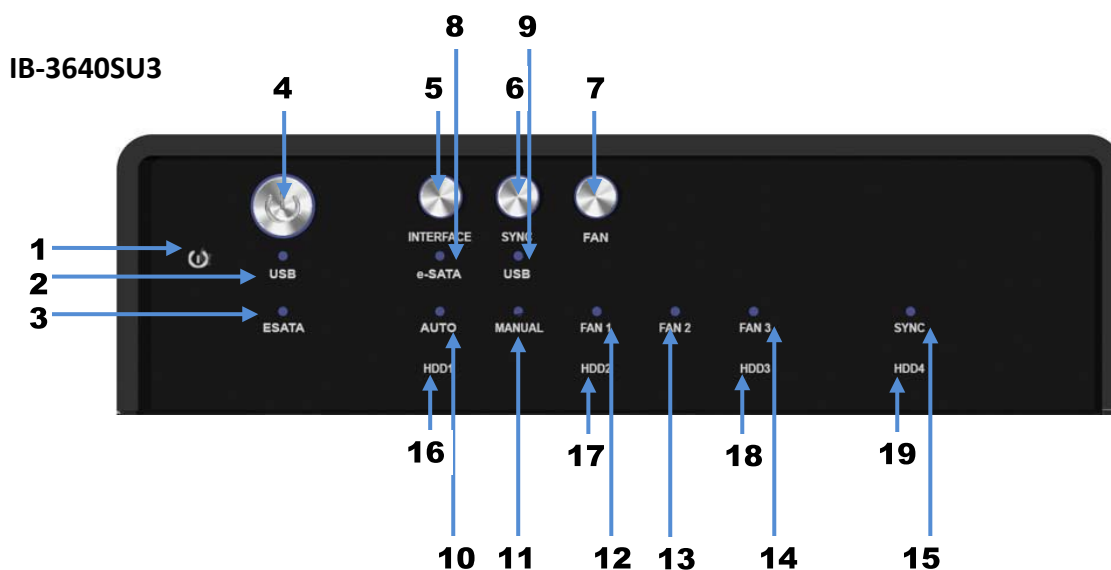 8 9
IB-3640SU3
4 5 6 7
INTERFACE SYNC FAN
1
2 USB e-SATA USB
3 ESATA AUTO MANUAL FAN 1 FAN 2 FAN 3 SYNC
HDD1 HDD2 HDD3 HDD4
16 17 18 19
10 11 12 13 14 15